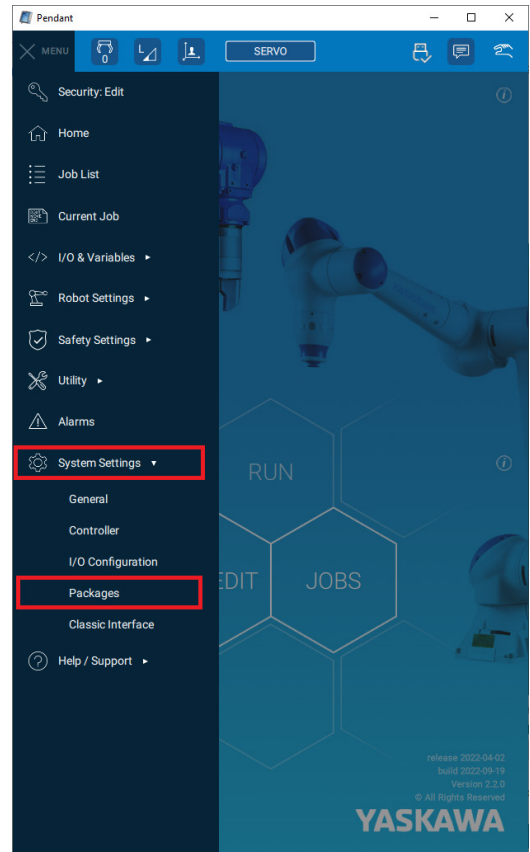 Pendant
MENU
0
L
SERVO
Security: Edit
Home
Job List
Current Job
</> I/O & Variables
Robot Settings
Safety Settings
Utility
Alarms
System Settings
General
Controller
I/O Configuration
Packages
Classic Interface
? Help / Support
i
RUN
i
EDIT
JOBS
release 2022-04-02
build 2022-09-19
Version 2.2.0
© All Rights Reserved
YASKAWA